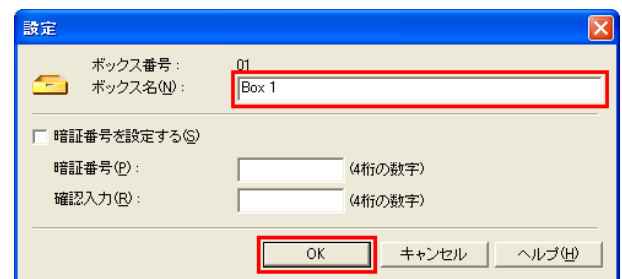 設定
ボックス番号： 01
ボックス名(N)： Box 1
暗証番号を設定する(S)
暗証番号(P)： (4桁の数字)
確認入力(R)： (4桁の数字)
OK キャンセル ヘルプ(H)